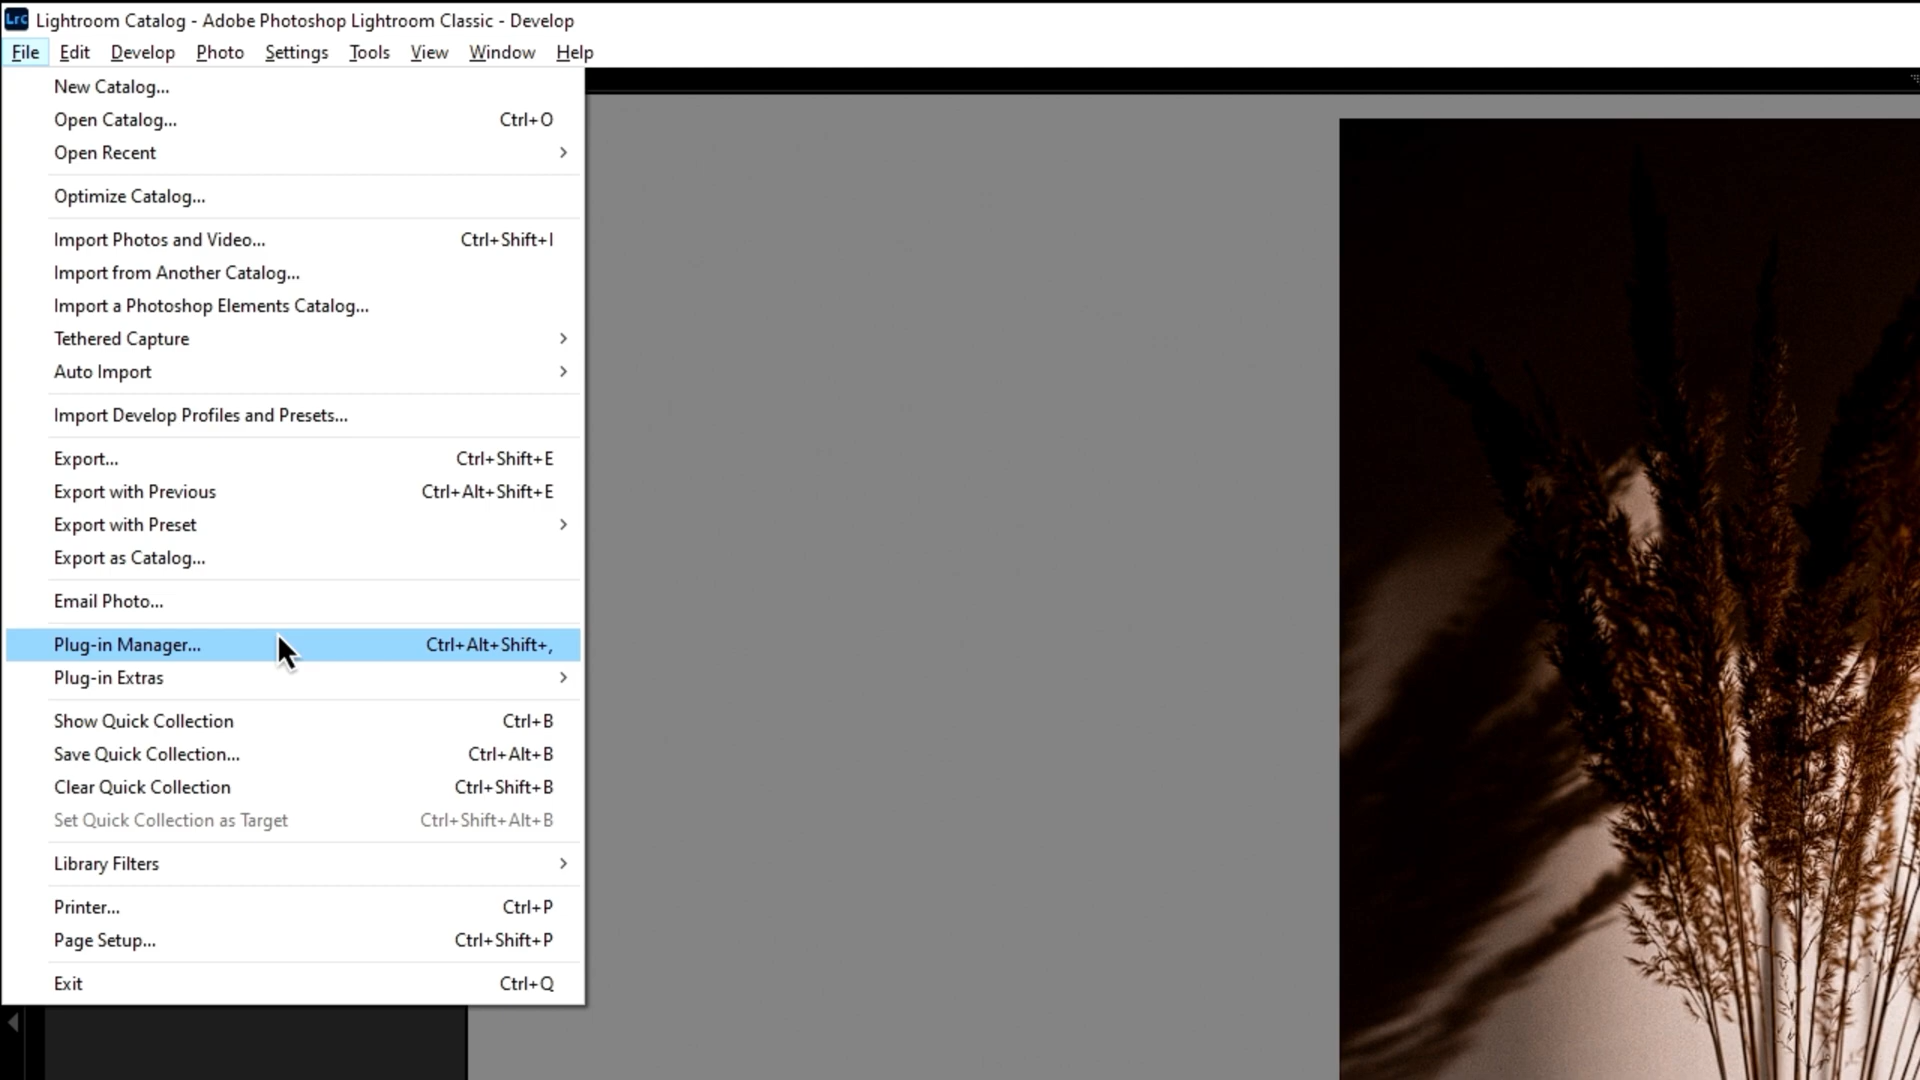 Lrc Lightroom Catalog - Adobe Photoshop Lightroom Classic - Develop
File Edit Develop Photo Settings Tools View Window Help
New Catalog...
Open Catalog... Ctrl+O
Open Recent
Optimize Catalog...
Import Photos and Video... Ctrl+Shift+I
Import from Another Catalog...
Import a Photoshop Elements Catalog...
Tethered Capture
Auto Import
Import Develop Profiles and Presets...
Export... Ctrl+Shift+E
Export with Previous Ctrl+Alt+Shift+E
Export with Preset
Export as Catalog...
Email Photo...
Plug-in Manager... Ctrl+Alt+Shift+,
Plug-in Extras
Show Quick Collection Ctrl+B
Save Quick Collection... Ctrl+Alt+B
Clear Quick Collection Ctrl+Shift+B
Set Quick Collection as Target Ctrl+Shift+Alt+B
Library Filters
Printer... Ctrl+P
Page Setup... Ctrl+Shift+P
Exit Ctrl+Q